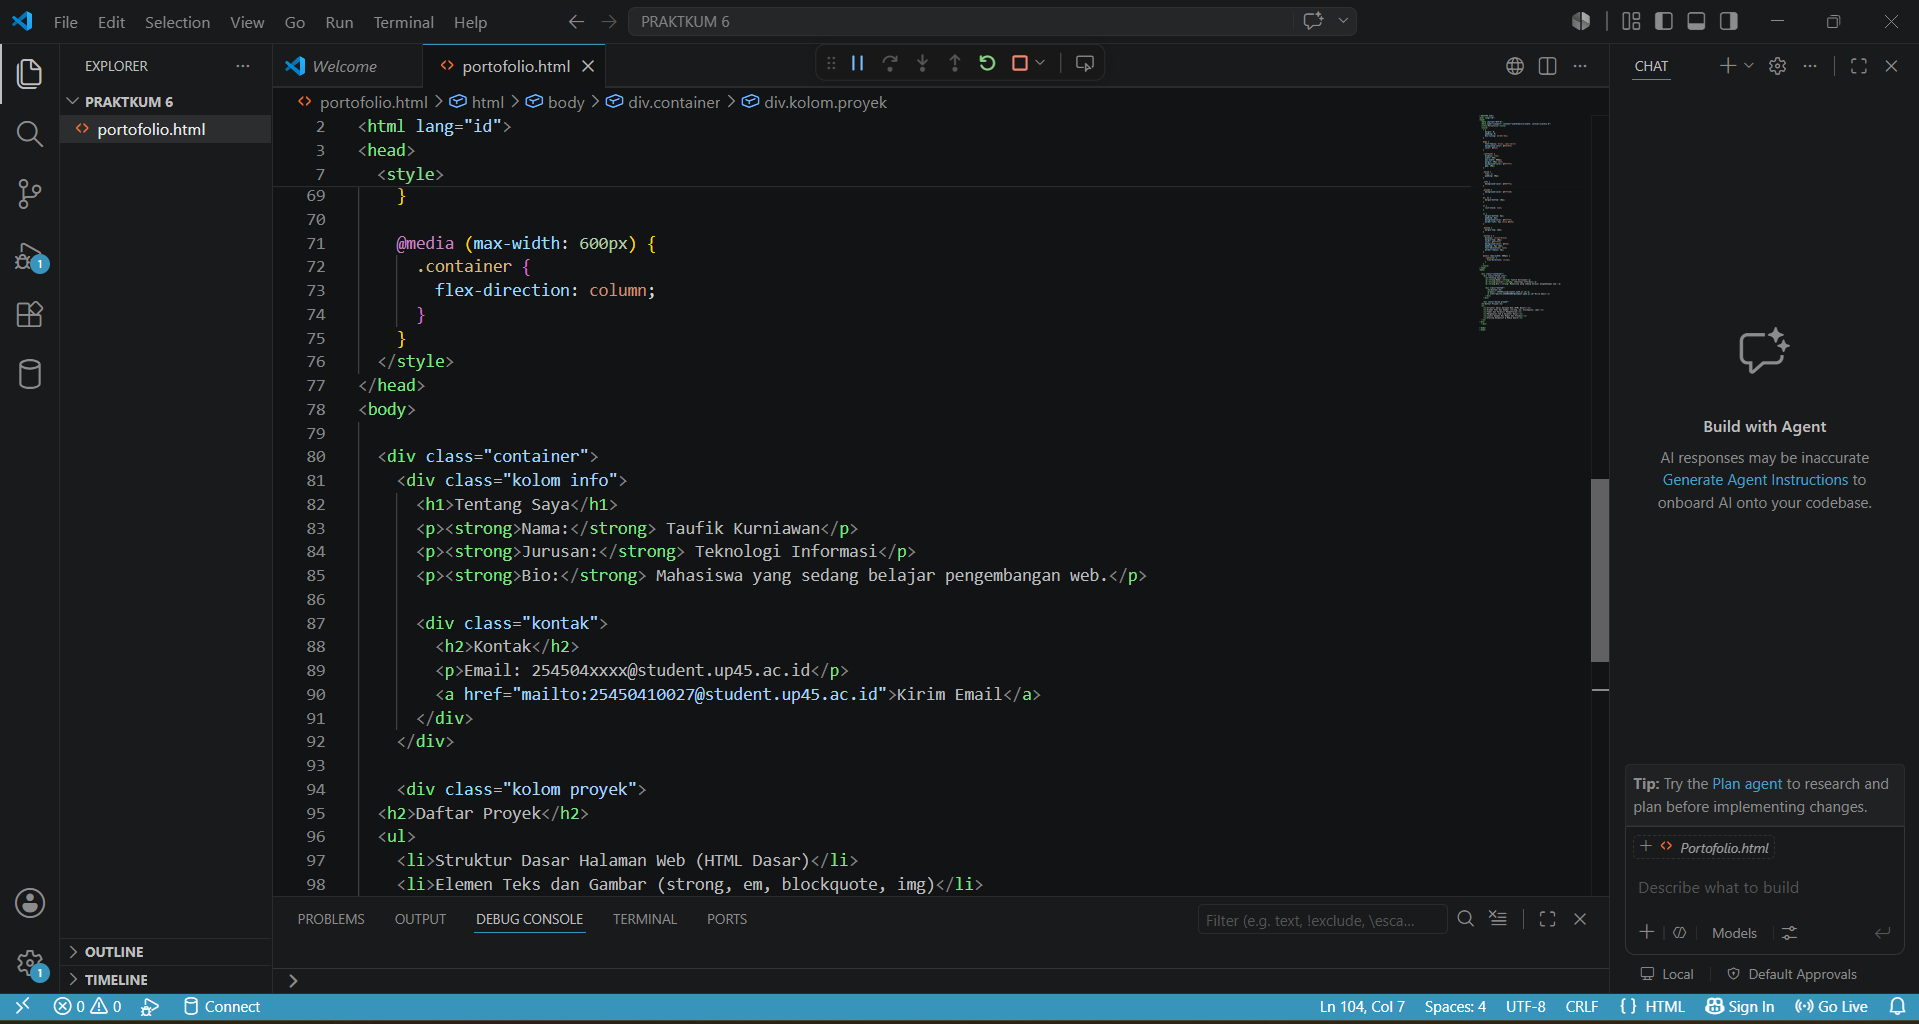 File Edit Selection View Go Run Terminal Help
PRAKTKUM 6
EXPLORER
PRAKTKUM 6
portofolio.html
Welcome
portofolio.html
portofolio.html > html > body > div.container > div.kolom.proyek
2 <html lang="id">
3 <head>
7 <style>
69 }
70
71 @media (max-width: 600px) {
72 .container {
73 flex-direction: column;
74 }
75 }
76 </style>
77 </head>
78 <body>
79
80 <div class="container">
81 <div class="kolom info">
82 <h1>Tentang Saya</h1>
83 <p><strong>Nama:</strong> Taufik Kurniawan</p>
84 <p><strong>Jurusan:</strong> Teknologi Informasi</p>
85 <p><strong>Bio:</strong> Mahasiswa yang sedang belajar pengembangan web.</p>
86
87 <div class="kontak">
88 <h2>Kontak</h2>
89 <p>Email: 254504xxxx@student.up45.ac.id</p>
90 <a href="mailto:25450410027@student.up45.ac.id">Kirim Email</a>
91 </div>
92 </div>
93
94 <div class="kolom proyek">
95 <h2>Daftar Proyek</h2>
96 <ul>
97 <li>Struktur Dasar Halaman Web (HTML Dasar)</li>
98 <li>Elemen Teks dan Gambar (strong, em, blockquote, img)</li>
PROBLEMS OUTPUT DEBUG CONSOLE TERMINAL PORTS
Filter (e.g. text, !exclude, \esca...
CHAT
Build with Agent
AI responses may be inaccurate
Generate Agent Instructions to
onboard AI onto your codebase.
Tip: Try the Plan agent to research and
plan before implementing changes.
Portofolio.html
Describe what to build
Models
Local Default Approvals
OUTLINE
TIMELINE
1
1
0 0 Connect
Ln 104, Col 7 Spaces: 4 UTF-8 CRLF { } HTML Sign In Go Live